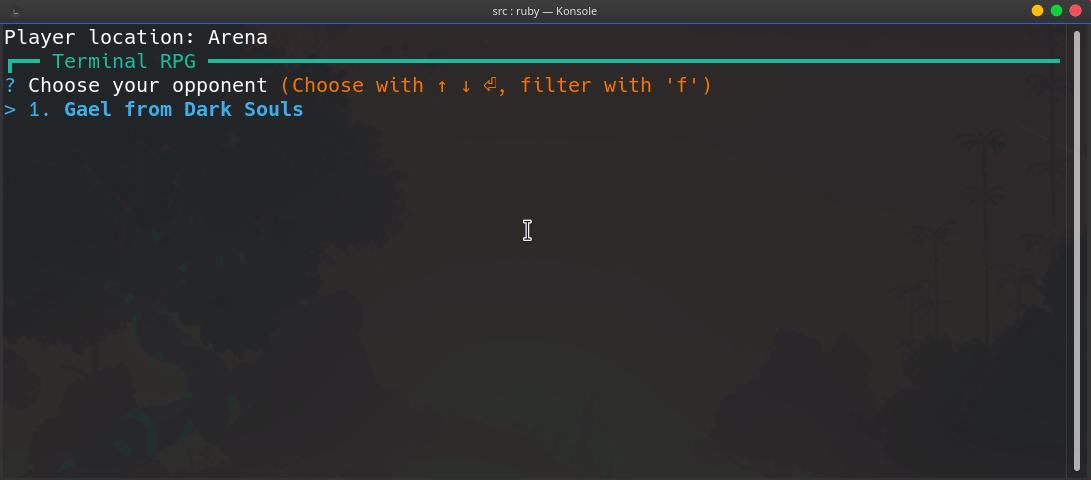 src : ruby — Konsole
Player location: Arena
Terminal RPG
? Choose your opponent (Choose with ↑ ↓ ⏎, filter with 'f')
> 1. Gael from Dark Souls